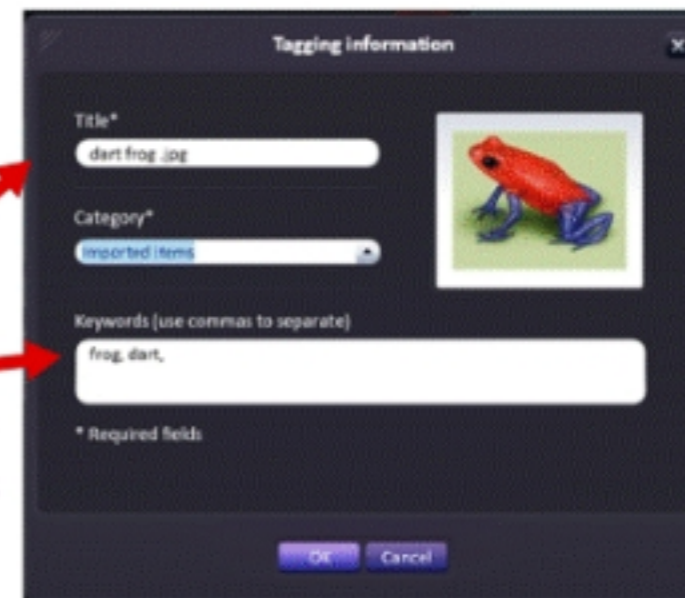 Tagging information
Title*
dart frog .jpg
Category*
Imported items
Keywords (use commas to separate)
frog, dart,
* Required fields
OK Cancel